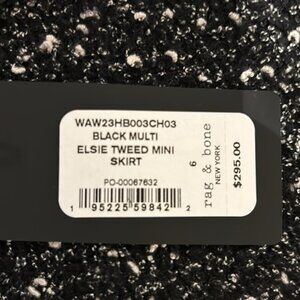 WAW23HB003CH03
BLACK MULTI
ELSIE TWEED MINI
SKIRT
PO-00067632
1 95225 59842 2
6
rag & bone
NEW YORK
$295.00